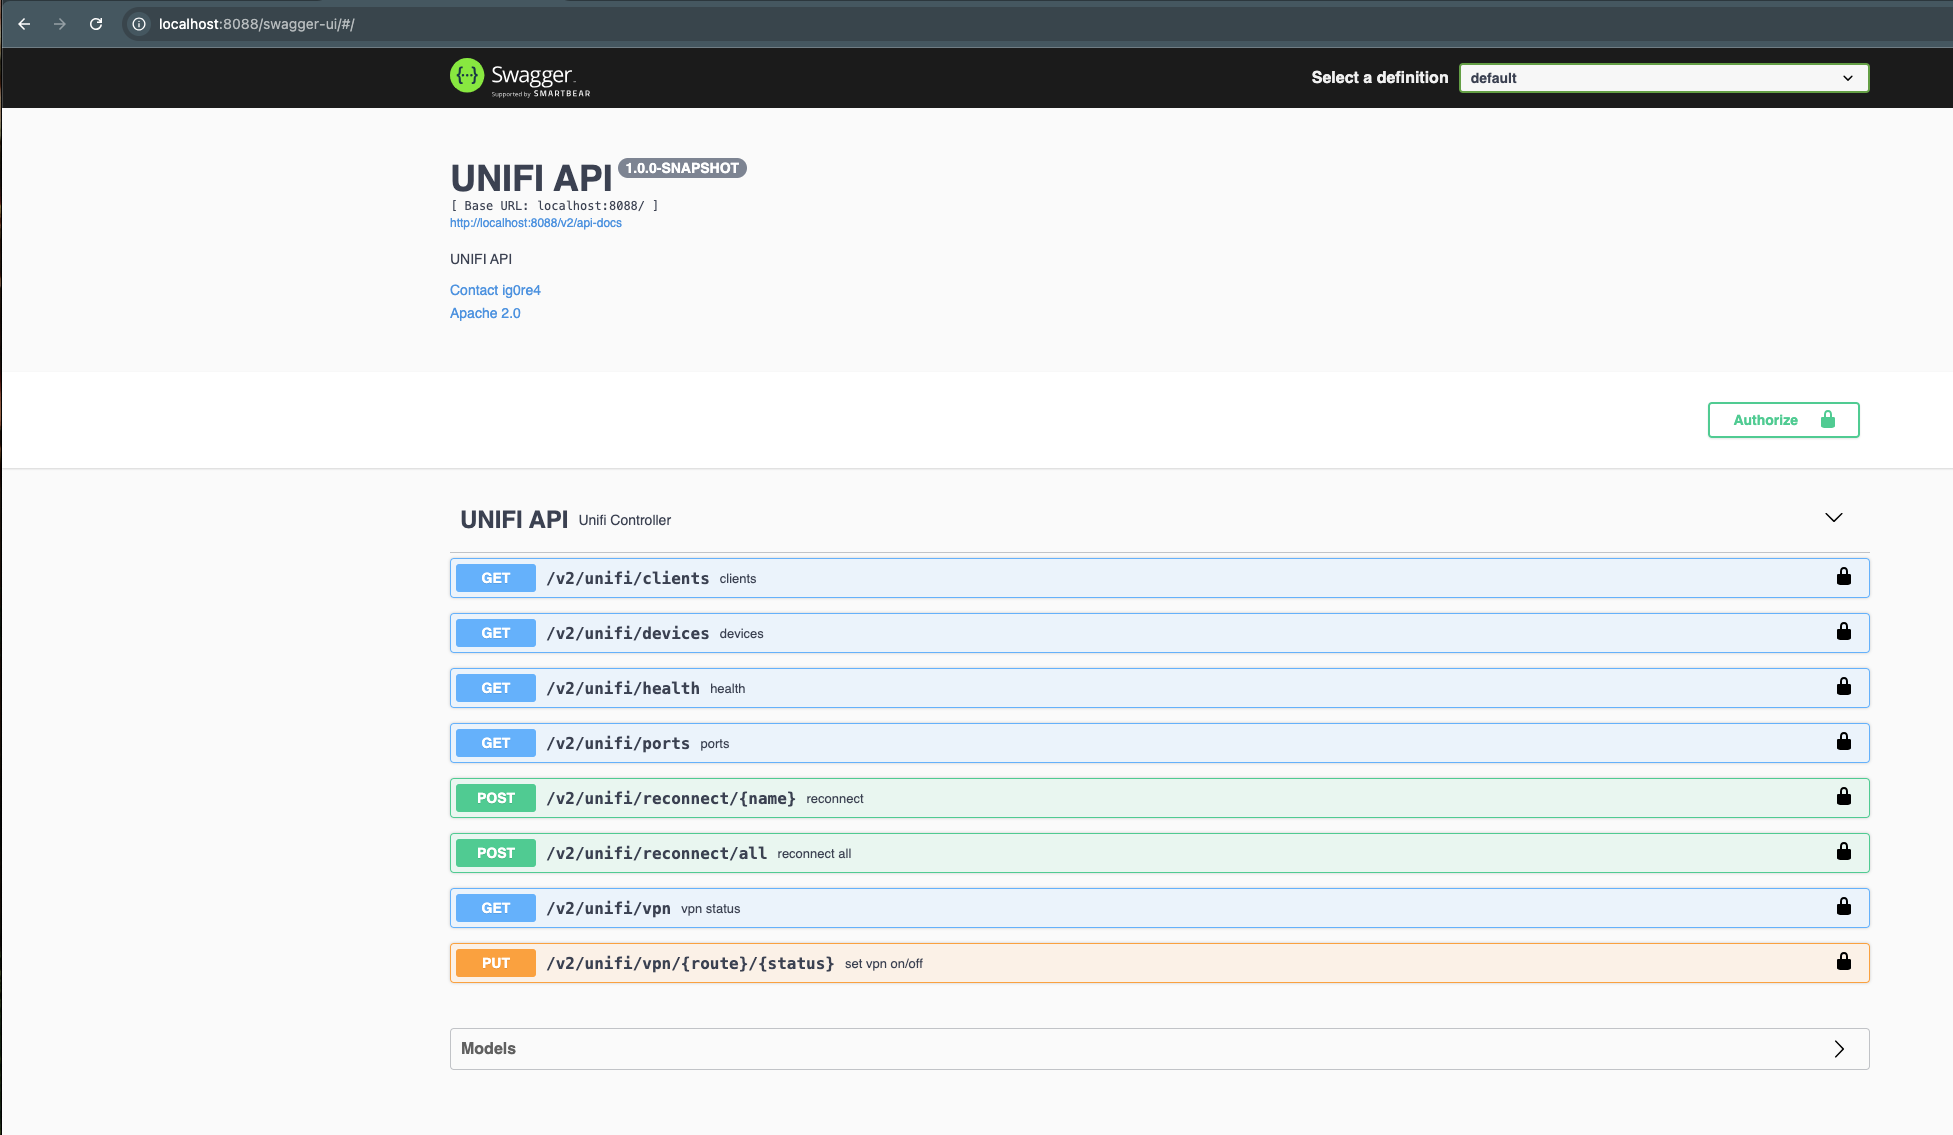 localhost:8088/swagger-ui/#/
Swagger
Supported by SMARTBEAR
Select a definition
default
UNIFI API 1.0.0-SNAPSHOT
[ Base URL: localhost:8088/ ]
http://localhost:8088/v2/api-docs
UNIFI API
Contact ig0re4
Apache 2.0
Authorize
UNIFI API Unifi Controller
GET /v2/unifi/clients clients
GET /v2/unifi/devices devices
GET /v2/unifi/health health
GET /v2/unifi/ports ports
POST /v2/unifi/reconnect/{name} reconnect
POST /v2/unifi/reconnect/all reconnect all
GET /v2/unifi/vpn vpn status
PUT /v2/unifi/vpn/{route}/{status} set vpn on/off
Models